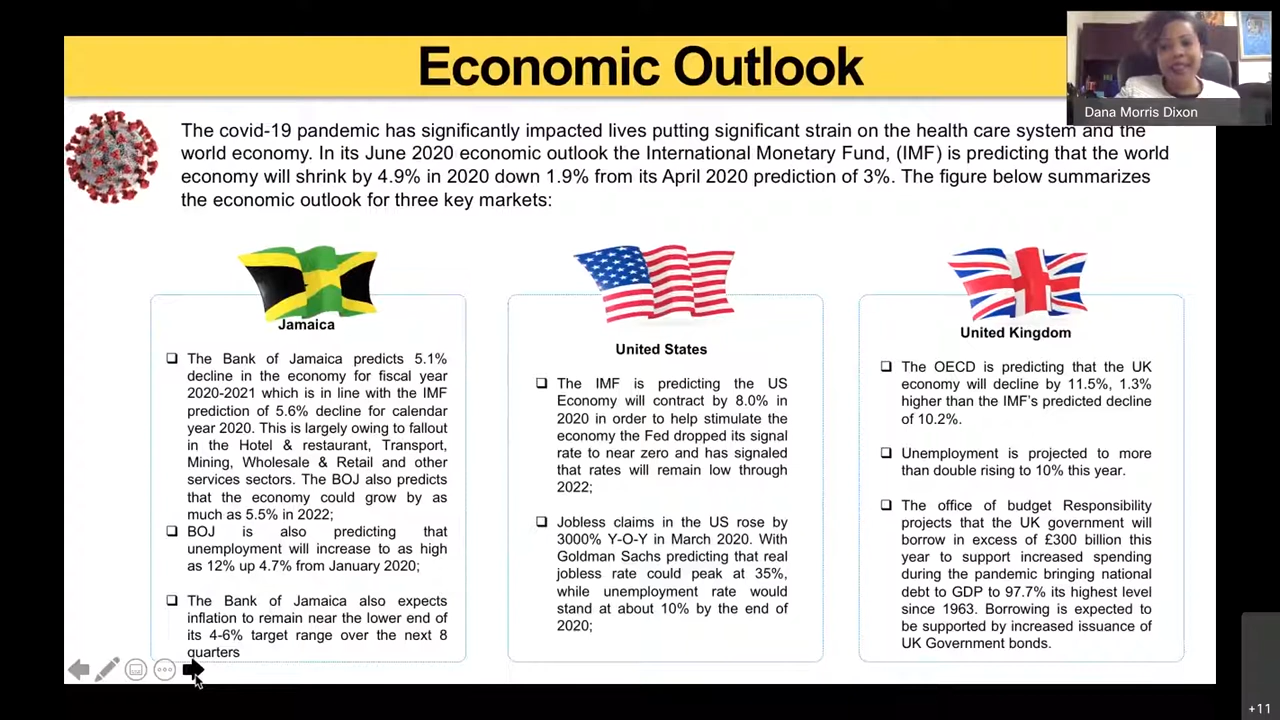 Economic Outlook
Dana Morris Dixon
The covid-19 pandemic has significantly impacted lives putting significant strain on the health care system and the
world economy. In its June 2020 economic outlook the International Monetary Fund, (IMF) is predicting that the world
economy will shrink by 4.9% in 2020 down 1.9% from its April 2020 prediction of 3%. The figure below summarizes
the economic outlook for three key markets:
Jamaica
❑ The Bank of Jamaica predicts 5.1%
decline in the economy for fiscal year
2020-2021 which is in line with the IMF
prediction of 5.6% decline for calendar
year 2020. This is largely owing to fallout
in the Hotel & restaurant, Transport,
Mining, Wholesale & Retail and other
services sectors. The BOJ also predicts
that the economy could grow by as
much as 5.5% in 2022;
❑ BOJ is also predicting that
unemployment will increase to as high
as 12% up 4.7% from January 2020;
❑ The Bank of Jamaica also expects
inflation to remain near the lower end of
its 4-6% target range over the next 8
quarters
United States
❑ The IMF is predicting the US
Economy will contract by 8.0% in
2020 in order to help stimulate the
economy the Fed dropped its signal
rate to near zero and has signaled
that rates will remain low through
2022;
❑ Jobless claims in the US rose by
3000% Y-O-Y in March 2020. With
Goldman Sachs predicting that real
jobless rate could peak at 35%,
while unemployment rate would
stand at about 10% by the end of
2020;
United Kingdom
❑ The OECD is predicting that the UK
economy will decline by 11.5%, 1.3%
higher than the IMF's predicted decline
of 10.2%.
❑ Unemployment is projected to more
than double rising to 10% this year.
❑ The office of budget Responsibility
projects that the UK government will
borrow in excess of £300 billion this
year to support increased spending
during the pandemic bringing national
debt to GDP to 97.7% its highest level
since 1963. Borrowing is expected to
be supported by increased issuance of
UK Government bonds.
+11